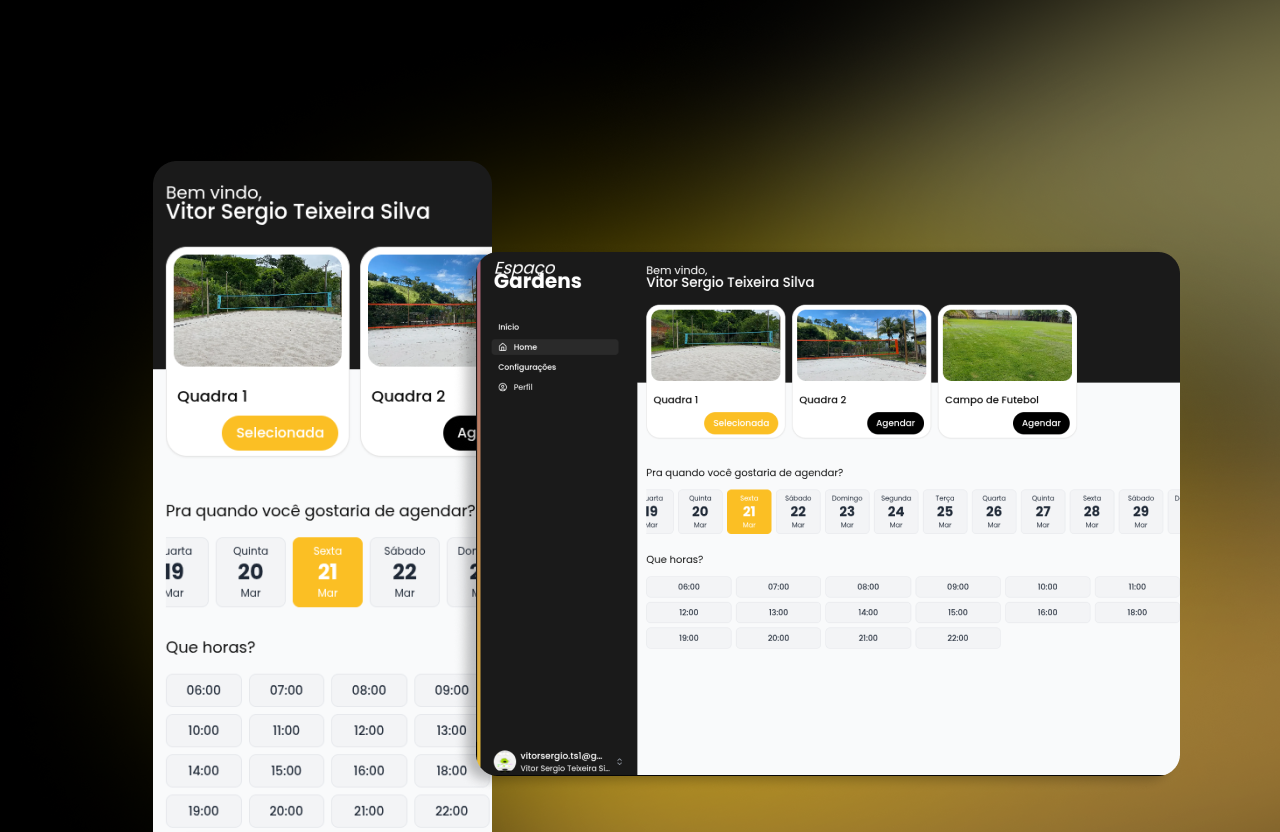 Bem vindo,
Vitor Sergio Teixeira Silva
Quadra 1
Selecionada
Quadra 2
Pra quando você gostaria de agendar?
19
Mar
Quinta
20
Mar
Sexta
21
Mar
Sábado
22
Mar
Que horas?
06:00 07:00 08:00 09:00
10:00 11:00 12:00 13:00
14:00 15:00 16:00 18:00
19:00 20:00 21:00 22:00
Espaço
Gardens
Início
Home
Configurações
Perfil
vitorsergio.ts1@g...
Vitor Sergio Teixeira Si...
Bem vindo,
Vitor Sergio Teixeira Silva
Quadra 1
Selecionada
Quadra 2
Agendar
Campo de Futebol
Agendar
Pra quando você gostaria de agendar?
19
Mar
Quinta
20
Mar
Sexta
21
Mar
Sábado
22
Mar
Domingo
23
Mar
Segunda
24
Mar
Terça
25
Mar
Quarta
26
Mar
Quinta
27
Mar
Sexta
28
Mar
Sábado
29
Mar
Que horas?
06:00 07:00 08:00 09:00 10:00 11:00
12:00 13:00 14:00 15:00 16:00 18:00
19:00 20:00 21:00 22:00